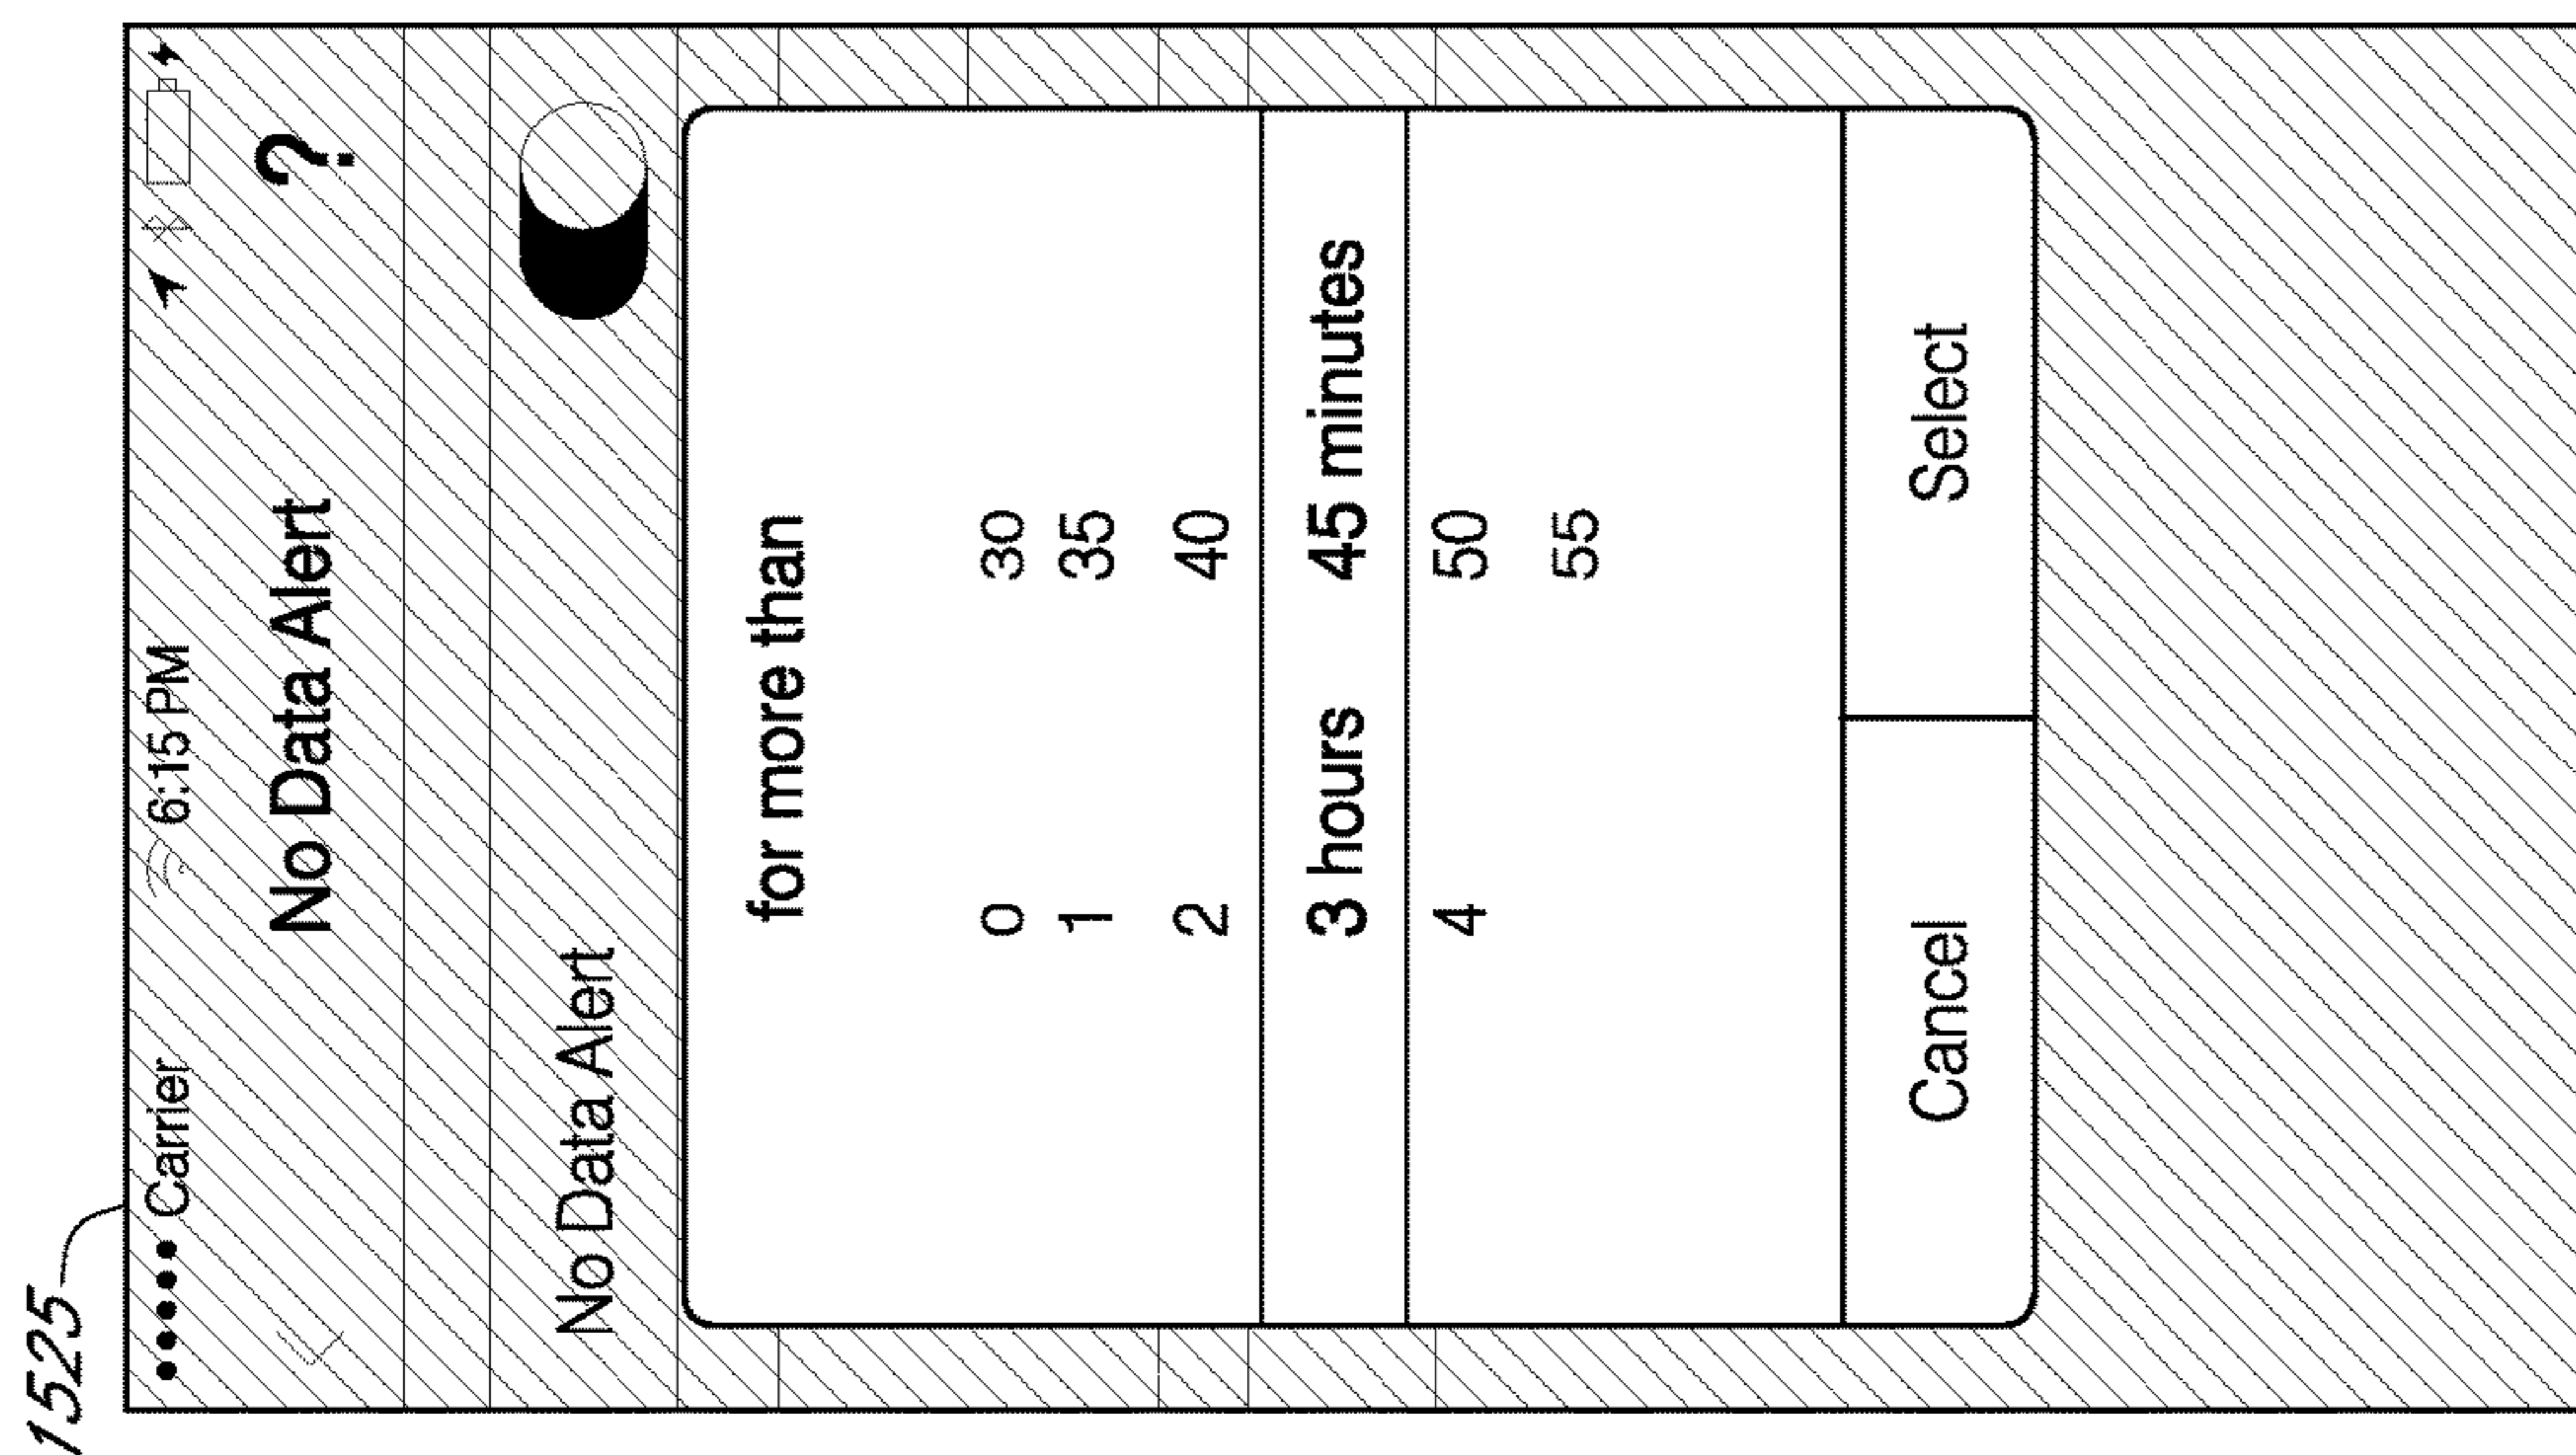 1525
Carrier 6:15 PM
No Data Alert ?
No Data Alert
for more than
0 30
1 35
2 40
3 hours 45 minutes
4 50
55
Cancel Select